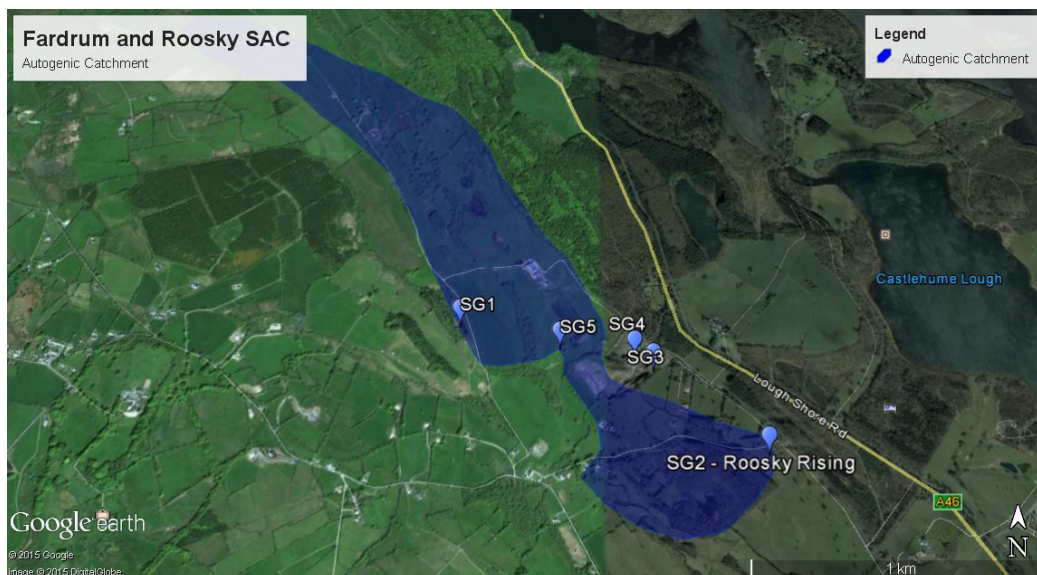 Fardrum and Roosky SAC
Autogenic Catchment
Legend
Autogenic Catchment
SG1
SG5
SG4
SG3
Castlehume Lough
Lough Shore Rd
SG2 - Roosky Rising
A46
Google earth
© 2015 Google
Image © 2015 DigitalGlobe
N
1 km